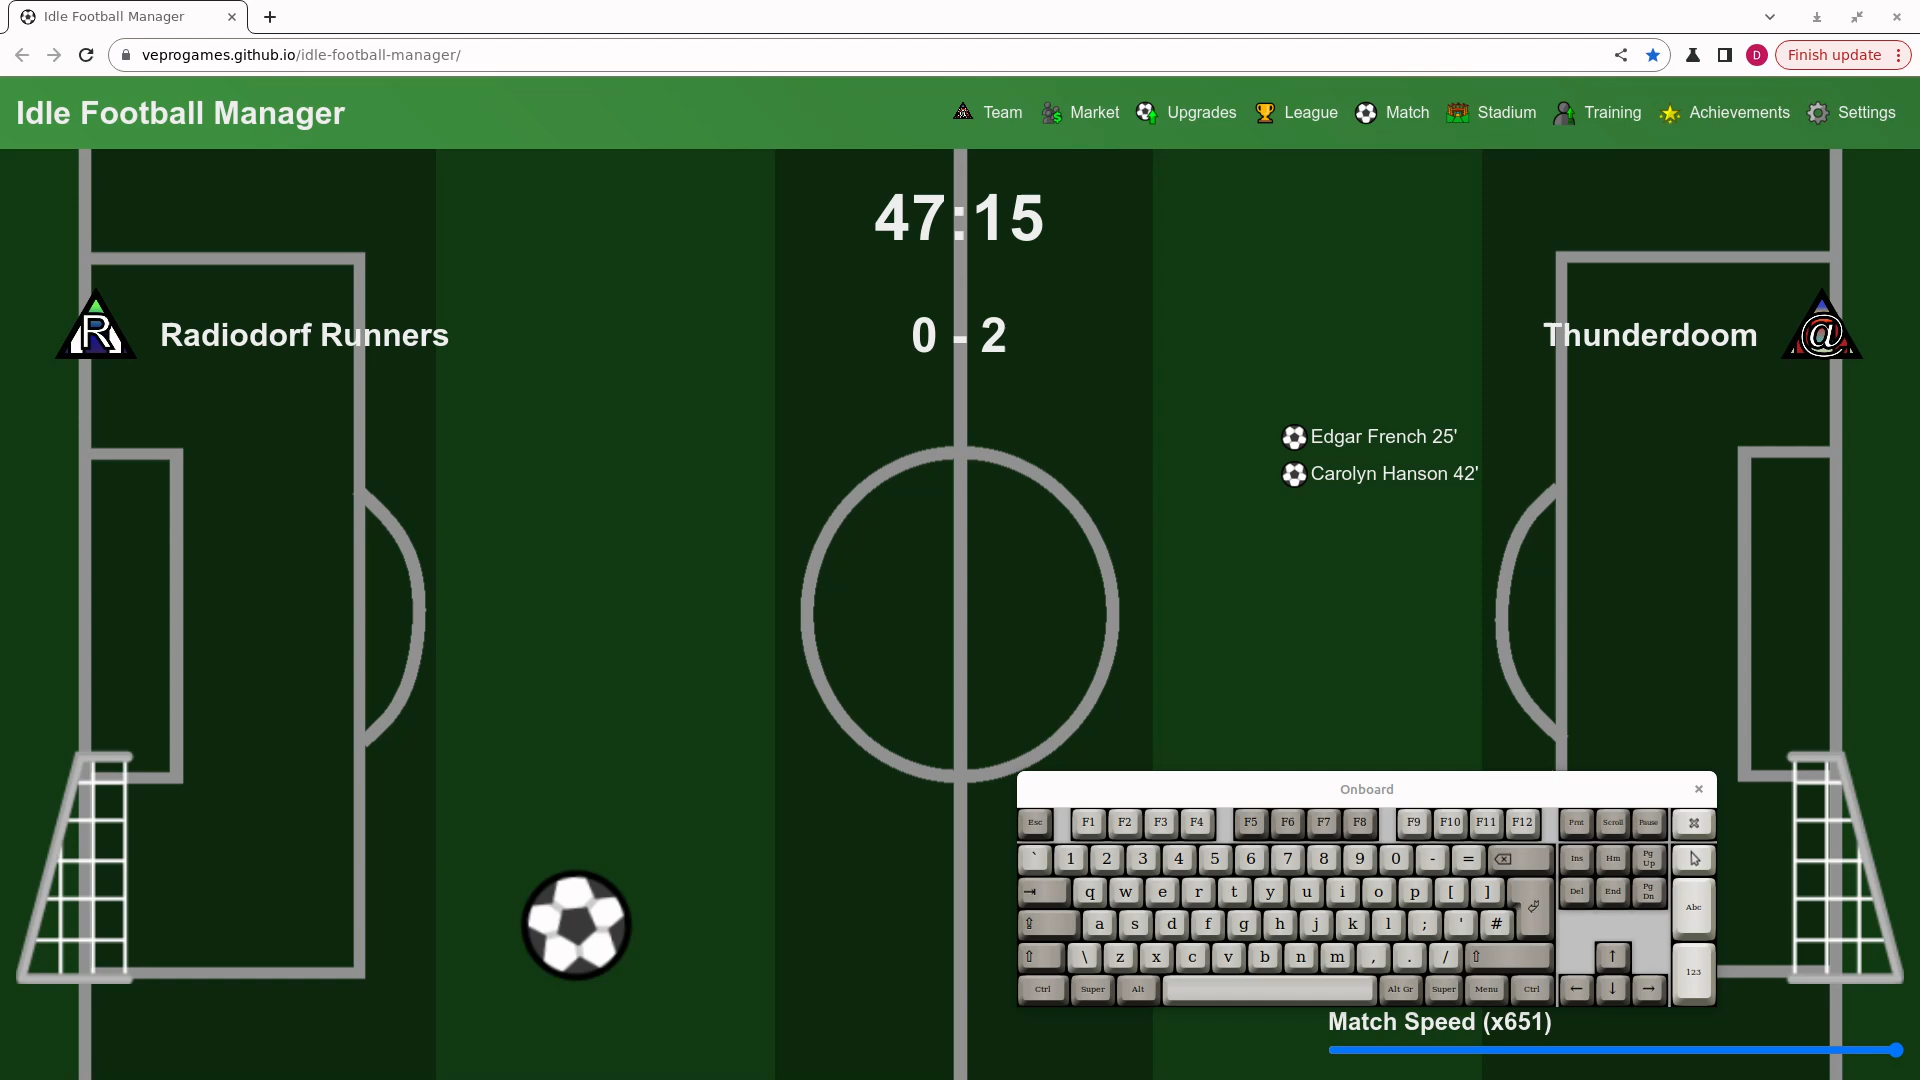 Idle Football Manager
veprogames.github.io/idle-football-manager/
D
Finish update
Idle Football Manager
Team
Market
Upgrades
League
Match
Stadium
Training
Achievements
Settings
47:15
R
Radiodorf Runners
0 - 2
Thunderdoom
@
Edgar French 25'
Carolyn Hanson 42'
Onboard
Esc F1 F2 F3 F4 F5 F6 F7 F8 F9 F10 F11 F12 Prnt Scroll Pause
` 1 2 3 4 5 6 7 8 9 0 - = Ins Hm Pg Up
q w e r t y u i o p [ ] Del End Pg Dn Abc
a s d f g h j k l ; ' #
\ z x c v b n m , . / ↑ 123
Ctrl Super Alt Alt Gr Super Menu Ctrl ← ↓ →
Match Speed (x651)